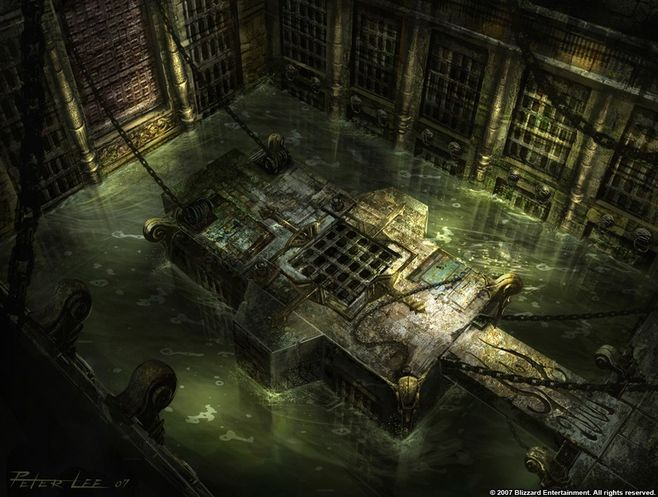 PETER LEE 07
© 2007 Blizzard Entertainment. All rights reserved.